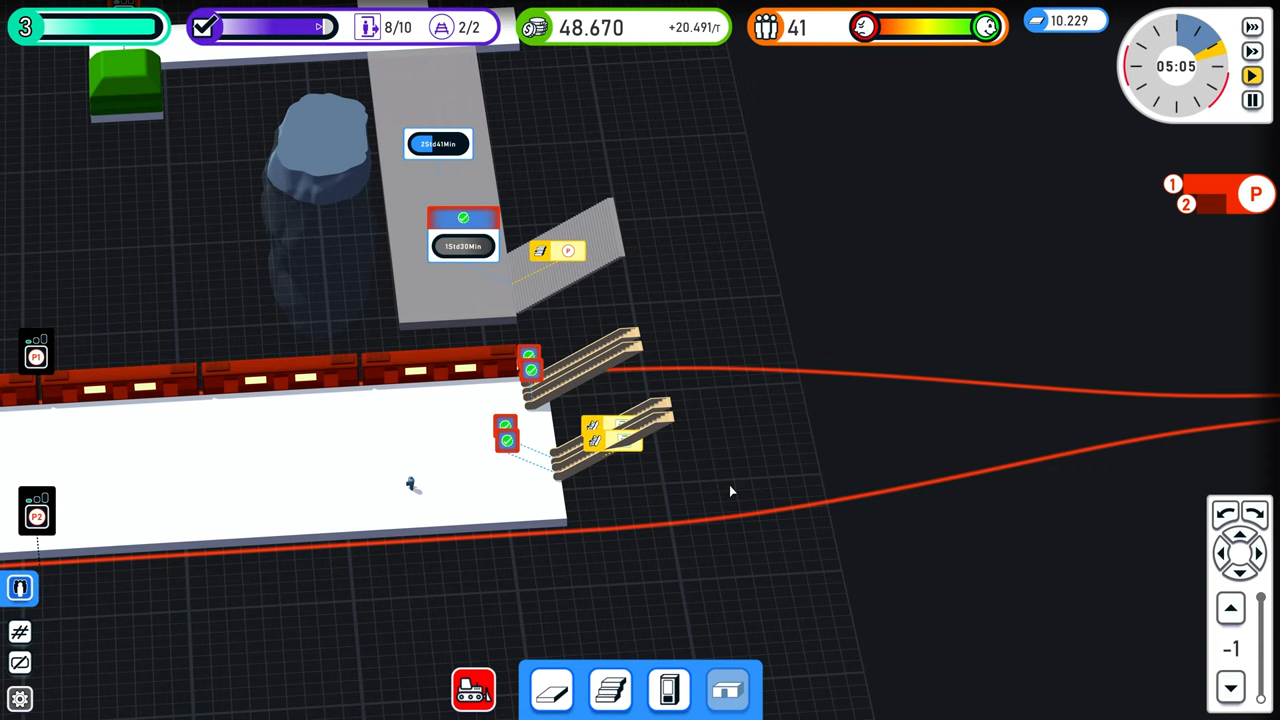 3
8/10
2/2
48.670
+20.491/T
41
10.229
05:05
1
P
2
2Std41Min
1Std30Min
P
P1
P2
-1